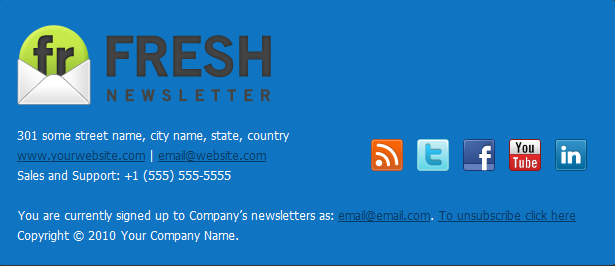 fr
FRESH
NEWSLETTER
301 some street name, city name, state, country
www.yourwebsite.com | email@website.com
Sales and Support: +1 (555) 555-5555
t f You Tube in
You are currently signed up to Company’s newsletters as: email@email.com. To unsubscribe click here
Copyright © 2010 Your Company Name.